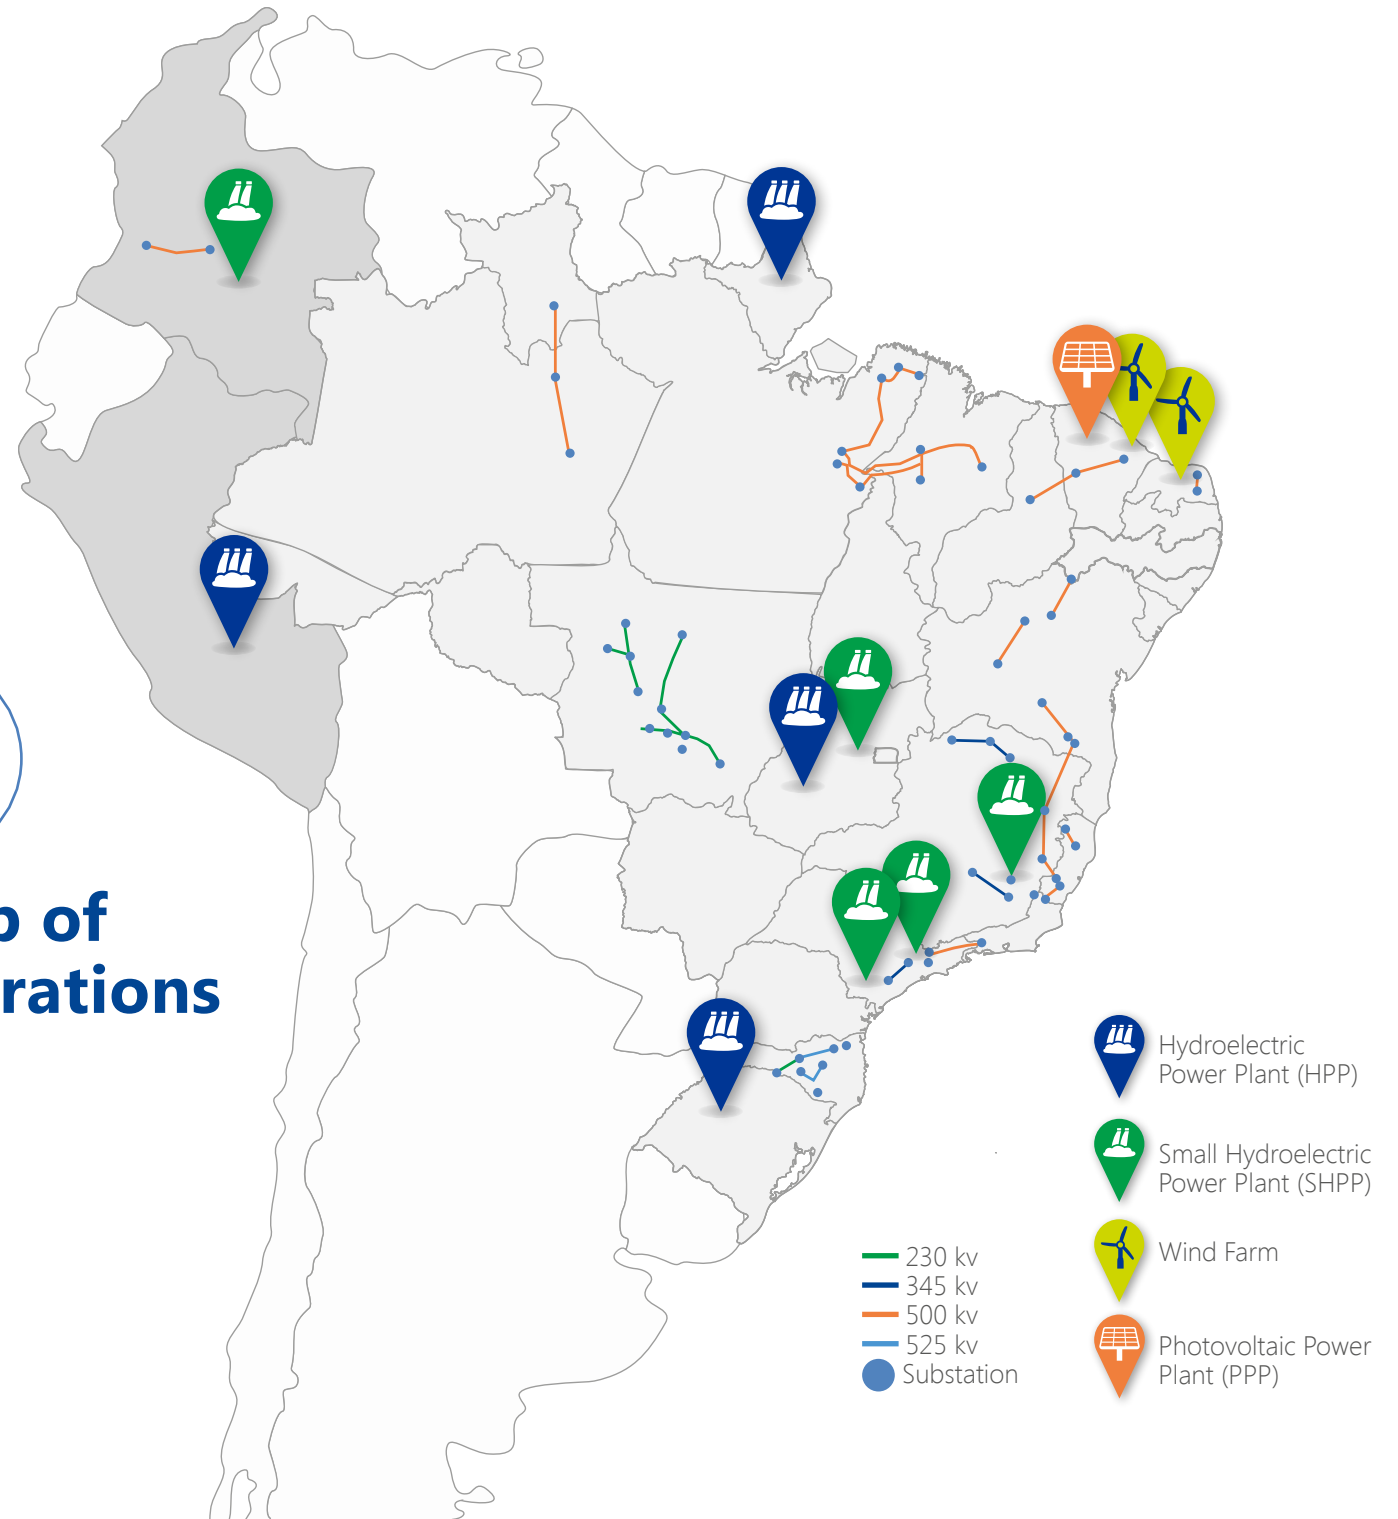 of
rations
Hydroelectric
Power Plant (HPP)
Small Hydroelectric
Power Plant (SHPP)
Wind Farm
Photovoltaic Power
Plant (PPP)
230 kv
345 kv
500 kv
525 kv
Substation